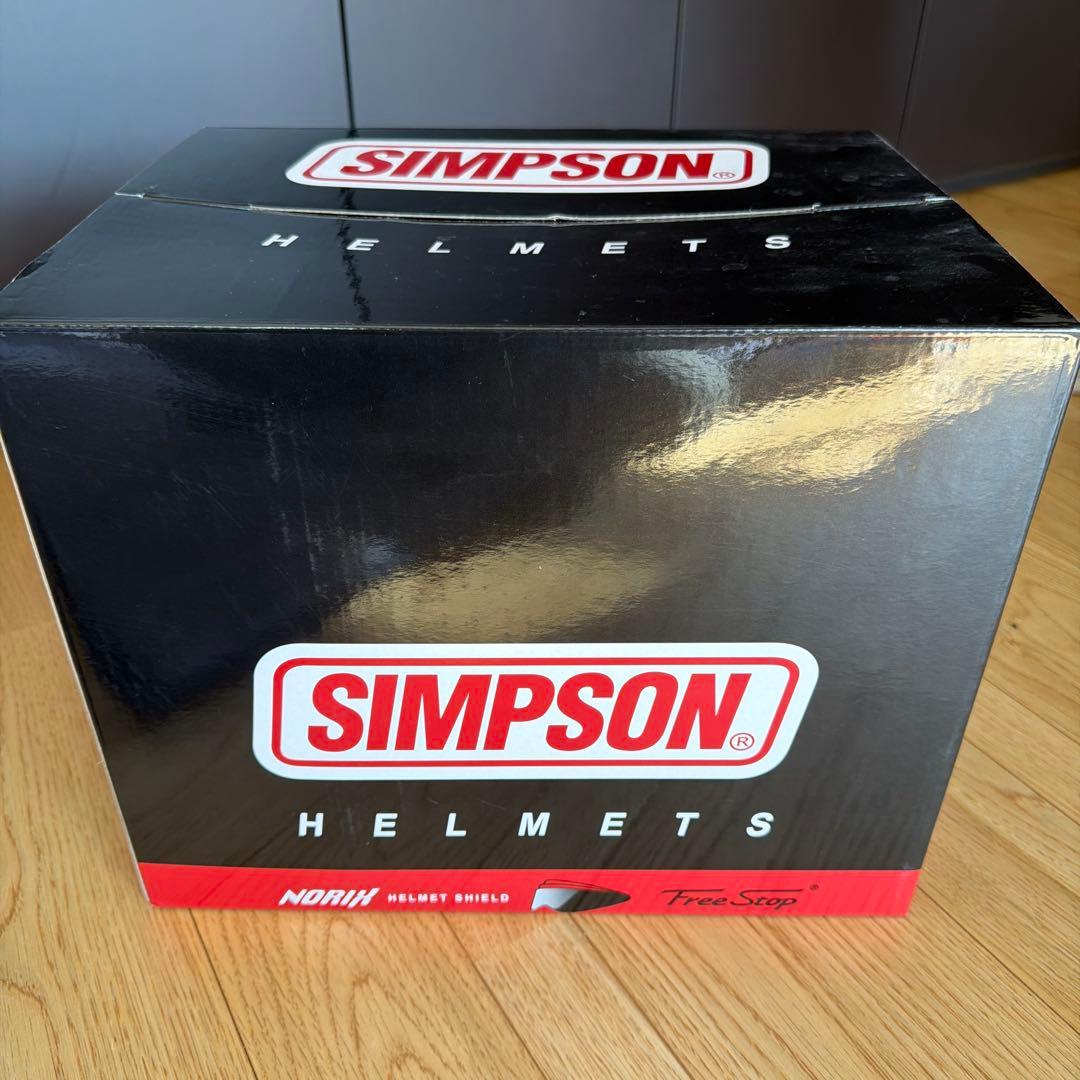 SIMPSON®
HELMETS
SIMPSON®
HELMETS
NORIX HELMET SHIELD Free Stop®